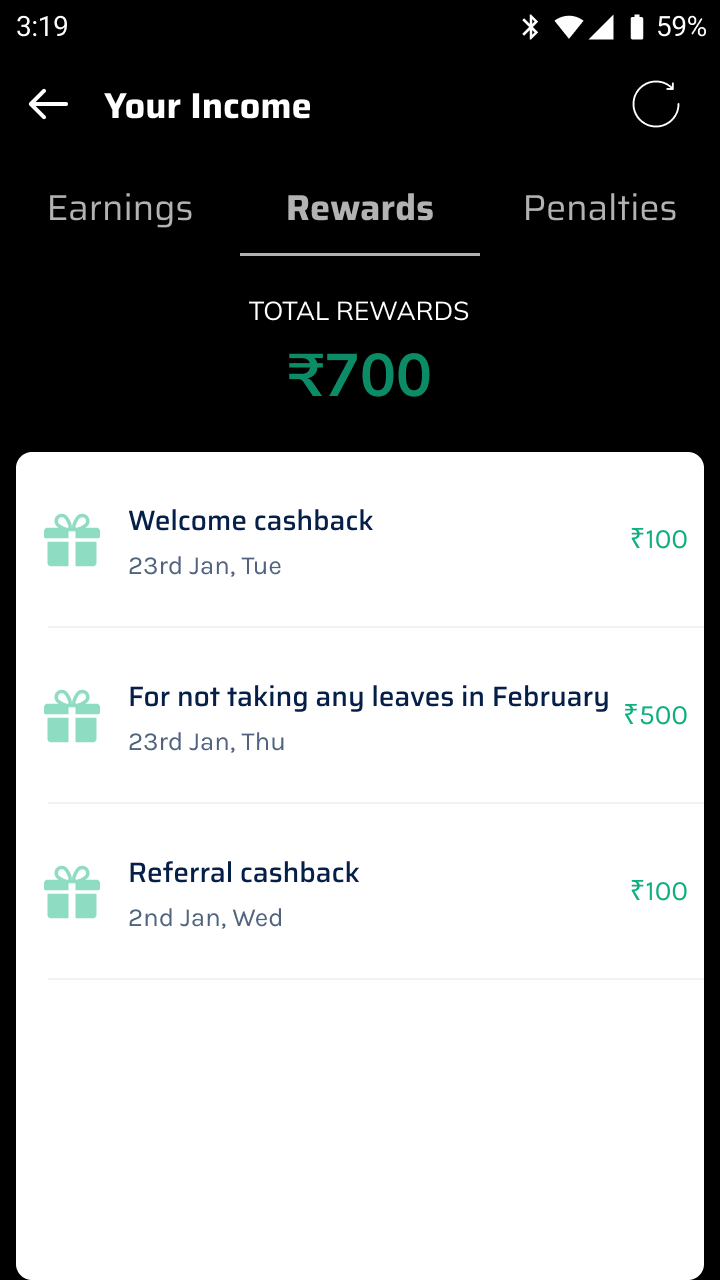 3:19 59%
Your Income
Earnings Rewards Penalties
TOTAL REWARDS
₹700
Welcome cashback
23rd Jan, Tue
₹100
For not taking any leaves in February
23rd Jan, Thu
₹500
Referral cashback
2nd Jan, Wed
₹100